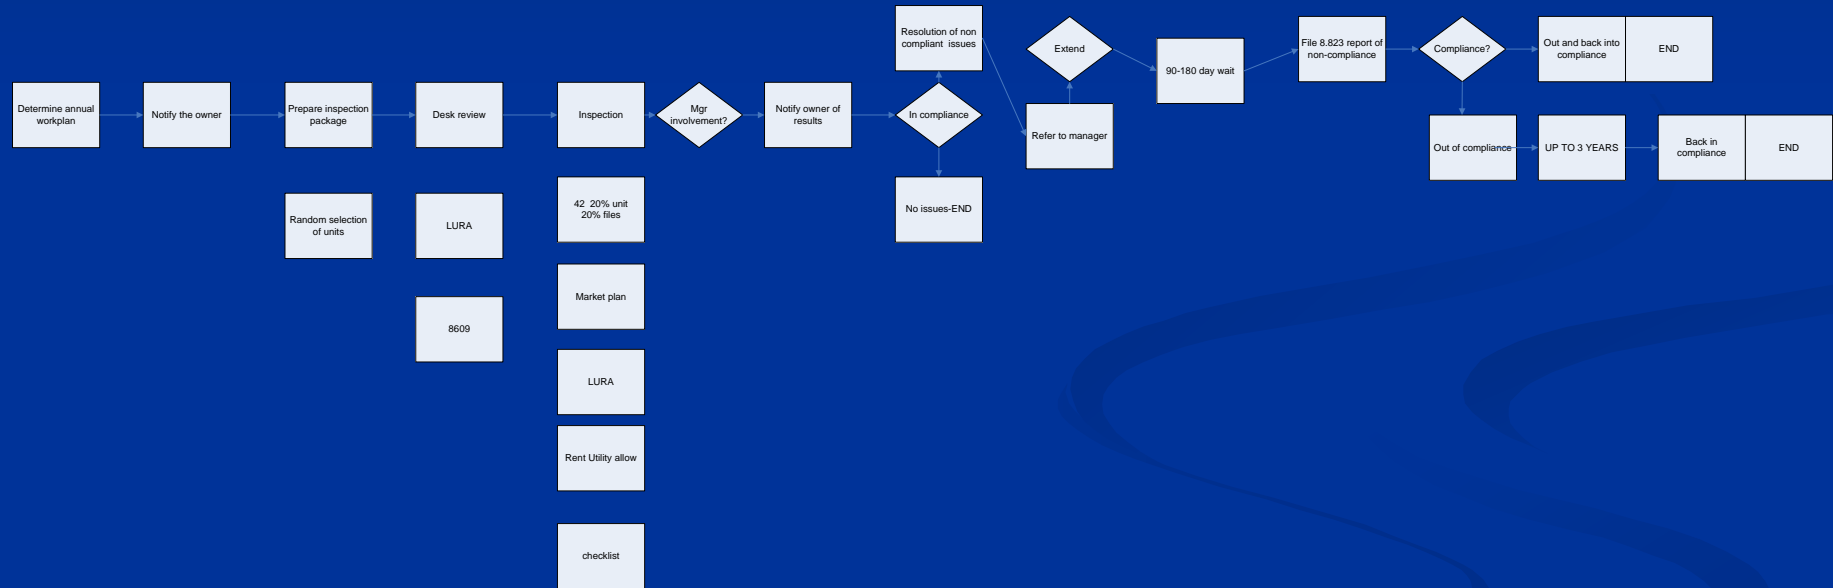 Determine annual
workplan
Notify the owner
Prepare inspection
package
Random selection
of units
Desk review
LURA
8609
Inspection
42 20% unit
20% files
Market plan
LURA
Rent Utility allow
checklist
Mgr
involvement?
Notify owner of
results
In compliance
Resolution of non
compliant issues
No issues-END
Refer to manager
Extend
90-180 day wait
File 8.823 report of
non-compliance
Compliance?
Out and back into
compliance
END
Out of compliance
UP TO 3 YEARS
Back in
compliance
END